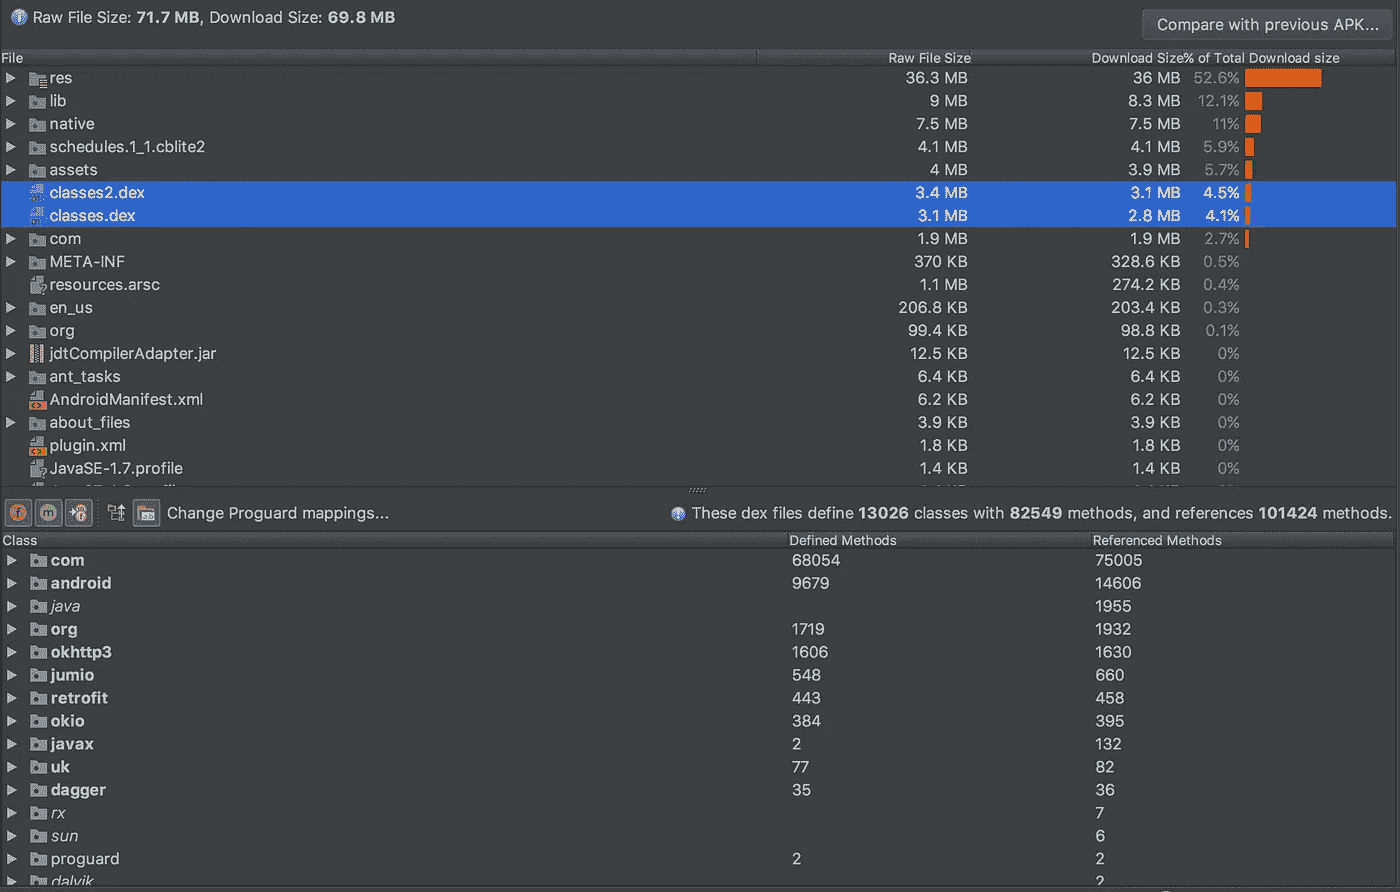 Raw File Size: 71.7 MB, Download Size: 69.8 MB
Compare with previous APK...
File Raw File Size Download Size % of Total Download size
res 36.3 MB 36 MB 52.6%
lib 9 MB 8.3 MB 12.1%
native 7.5 MB 7.5 MB 11%
schedules.1_1.cblite2 4.1 MB 4.1 MB 5.9%
assets 4 MB 3.9 MB 5.7%
classes2.dex 3.4 MB 3.1 MB 4.5%
classes.dex 3.1 MB 2.8 MB 4.1%
com 1.9 MB 1.9 MB 2.7%
META-INF 370 KB 328.6 KB 0.5%
resources.arsc 1.1 MB 274.2 KB 0.4%
en_us 206.8 KB 203.4 KB 0.3%
org 99.4 KB 98.8 KB 0.1%
jdtCompilerAdapter.jar 12.5 KB 12.5 KB 0%
ant_tasks 6.4 KB 6.4 KB 0%
AndroidManifest.xml 6.2 KB 6.2 KB 0%
about_files 3.9 KB 3.9 KB 0%
plugin.xml 1.8 KB 1.8 KB 0%
JavaSE-1.7.profile 1.4 KB 1.4 KB 0%
Change Proguard mappings... These dex files define 13026 classes with 82549 methods, and references 101424 methods.
Class Defined Methods Referenced Methods
com 68054 75005
android 9679 14606
java 1955
org 1719 1932
okhttp3 1606 1630
jumio 548 660
retrofit 443 458
okio 384 395
javax 2 132
uk 77 82
dagger 35 36
rx 7
sun 6
proguard 2 2
dalvik 2